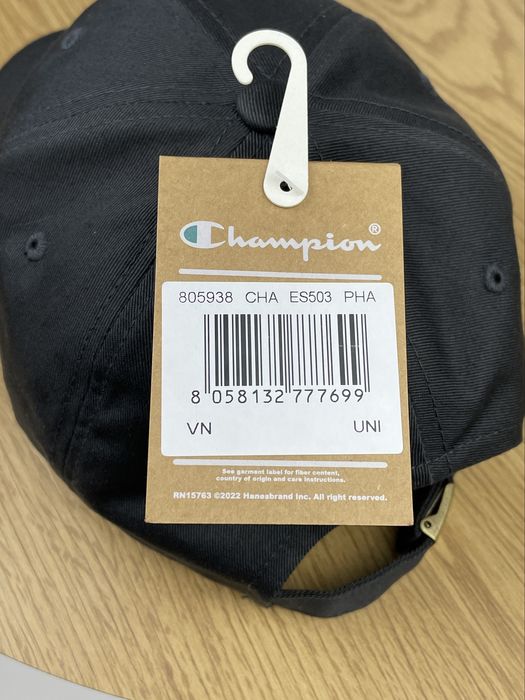 Champion®
805938 CHA ES503 PHA
8 058132 777699
VN UNI
See garment label for fiber content,
country of origin and care instructions.
RN15763 ©2022 Hanesbrand Inc. All right reserved.